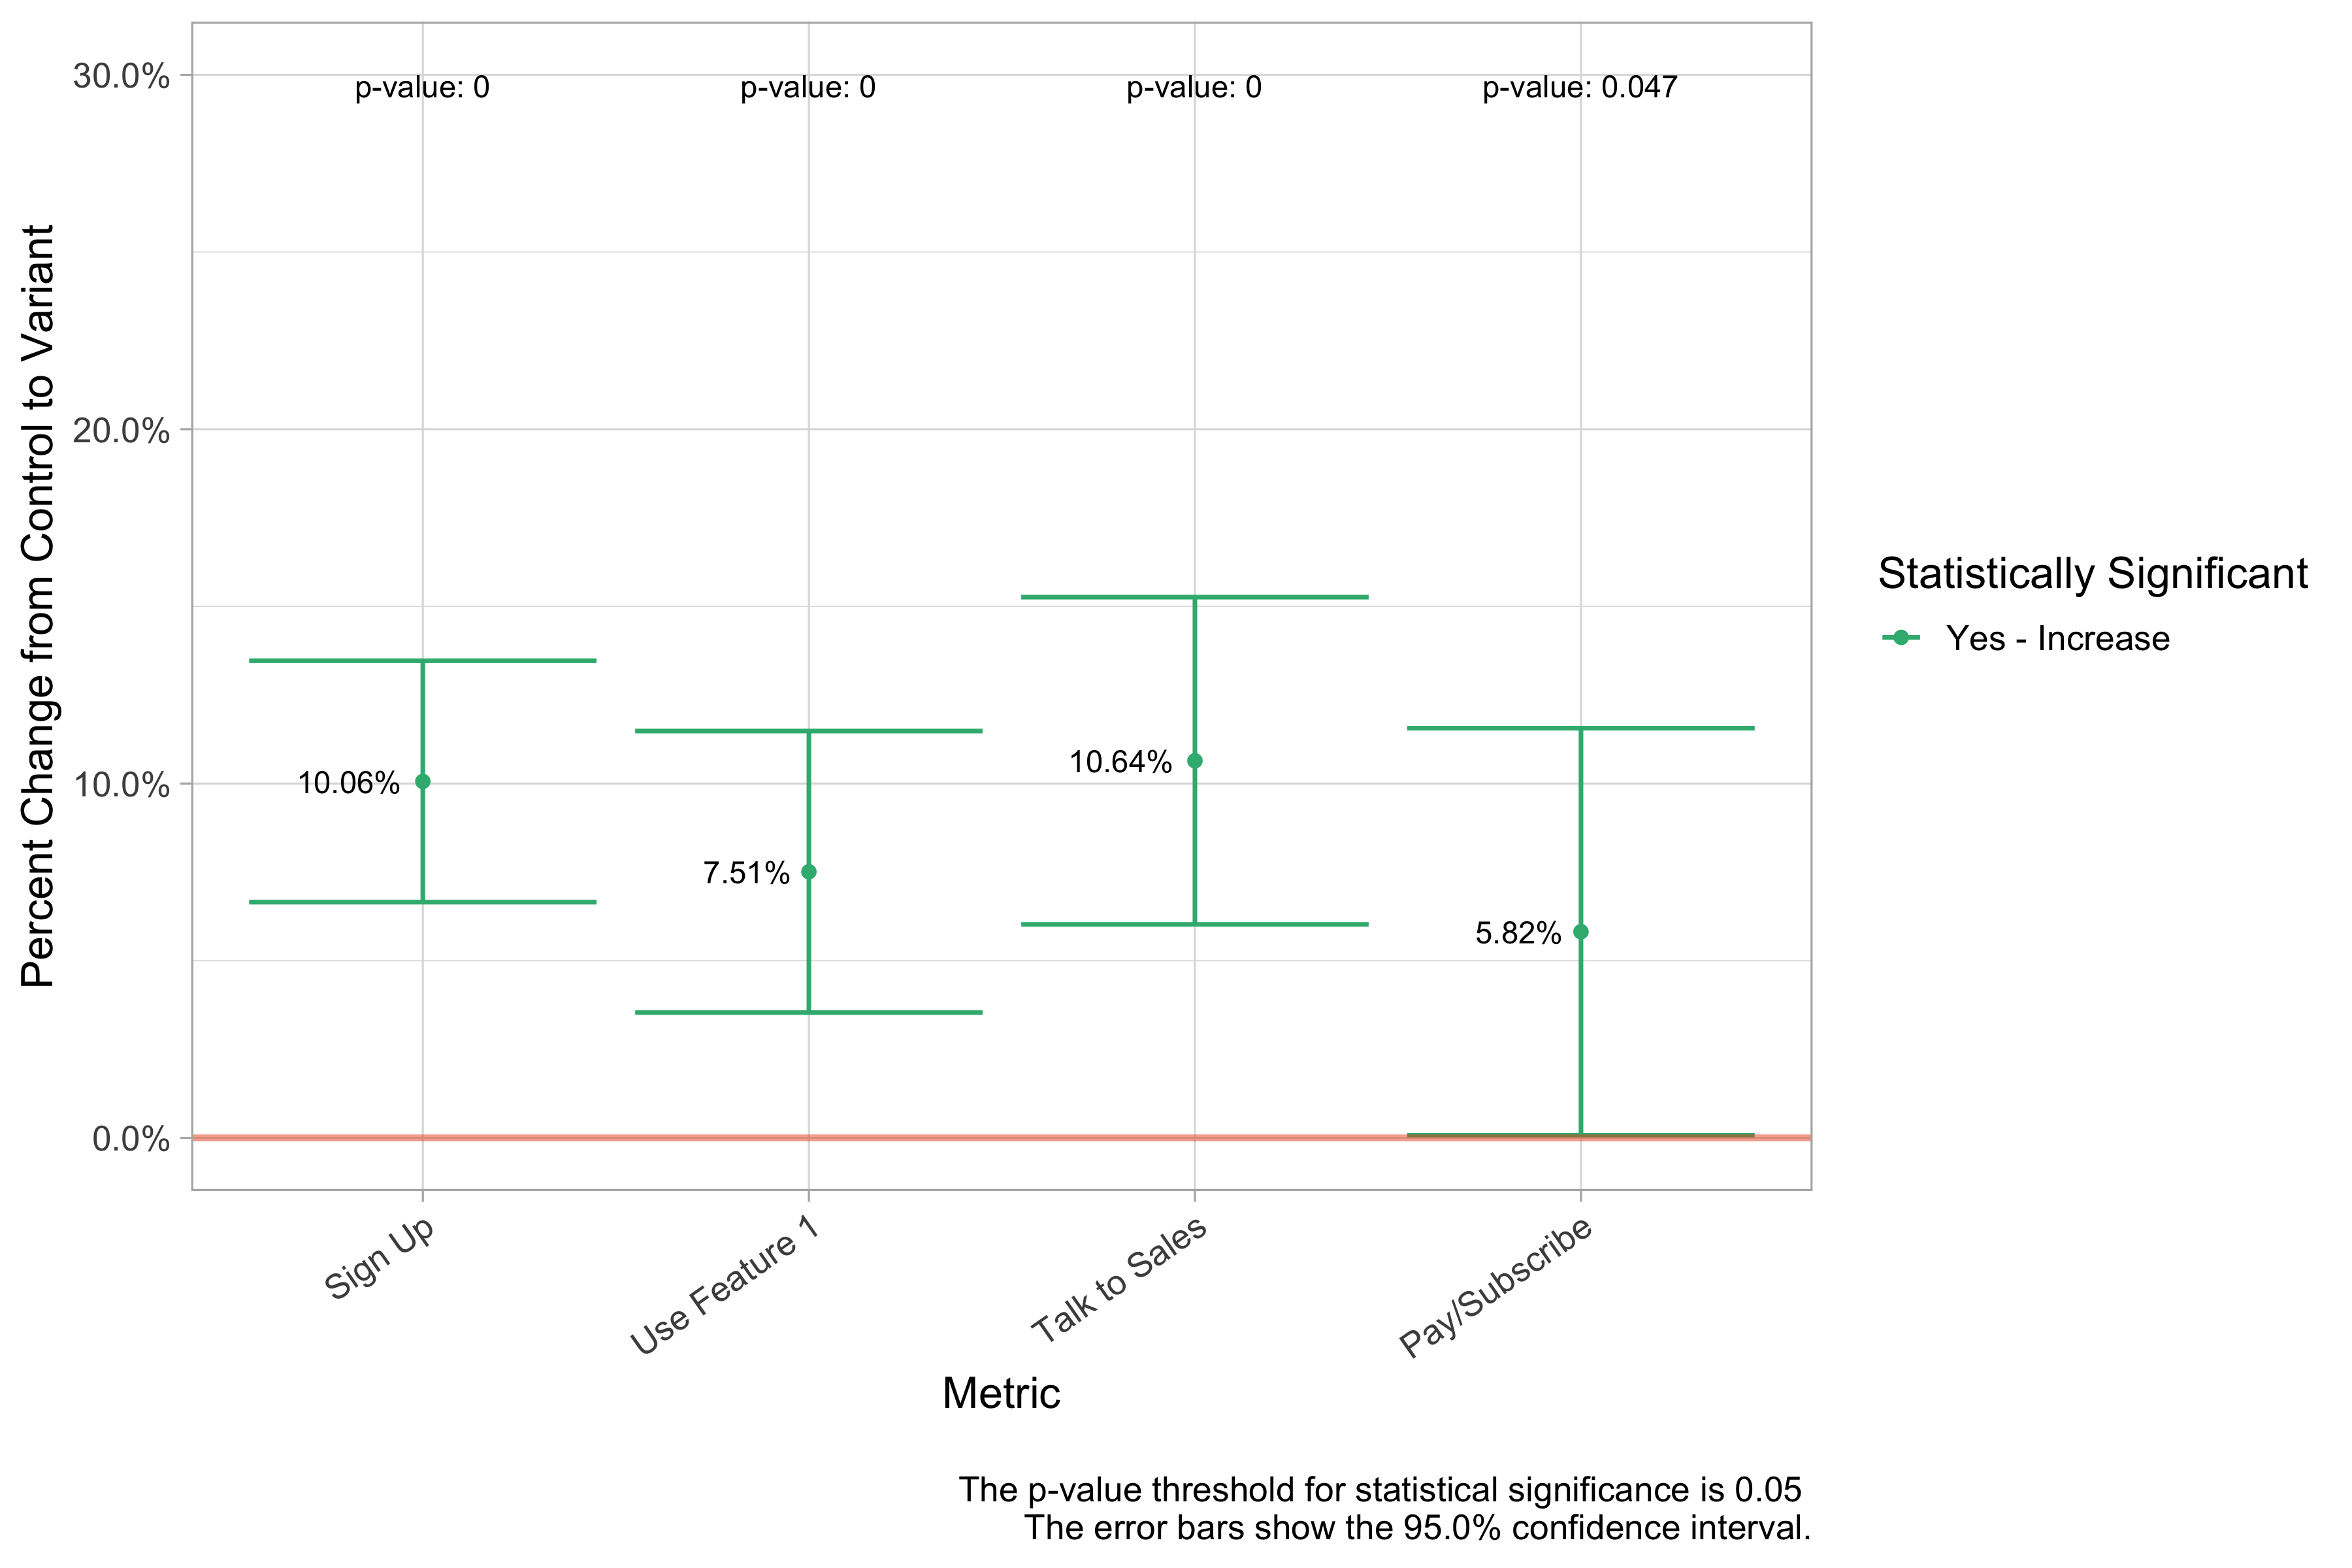 p-value: 0
p-value: 0
p-value: 0
p-value: 0.047
30.0%
20.0%
10.0%
0.0%
Percent Change from Control to Variant
10.06%
7.51%
10.64%
5.82%
Sign Up
Use Feature 1
Talk to Sales
Pay/Subscribe
Metric
Statistically Significant
Yes - Increase
The p-value threshold for statistical significance is 0.05
The error bars show the 95.0% confidence interval.